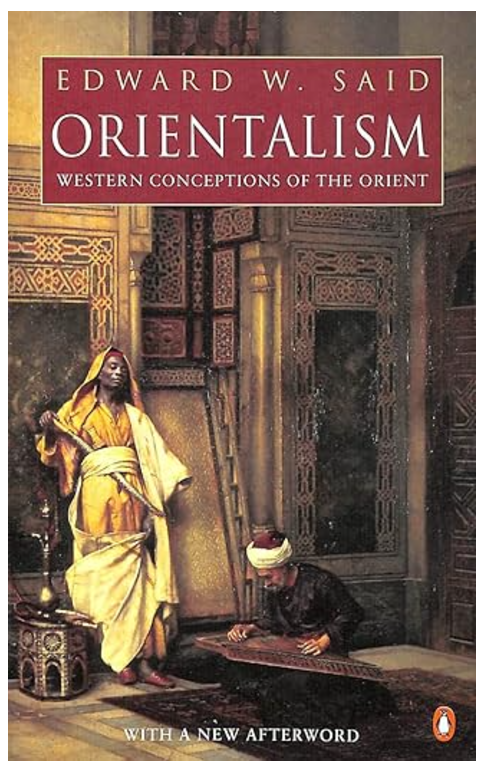 EDWARD W. SAID
ORIENTALISM
WESTERN CONCEPTIONS OF THE ORIENT
WITH A NEW AFTERWORD